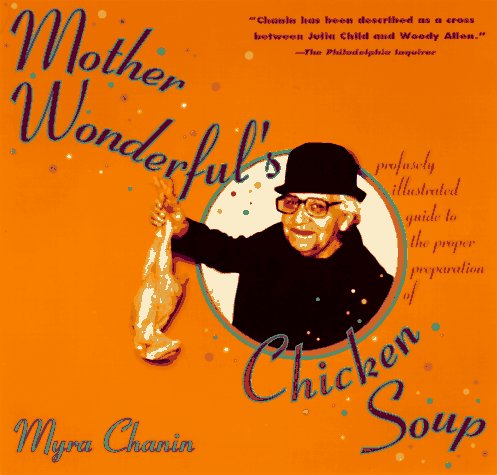 Mother
Wonderful's
"Chanin has been described as a cross
between Julia Child and Woody Allen."
—The Philadelphia Inquirer
profusely
illustrated
guide to
the proper
preparation
of
Chicken
Soup
Myra Chanin